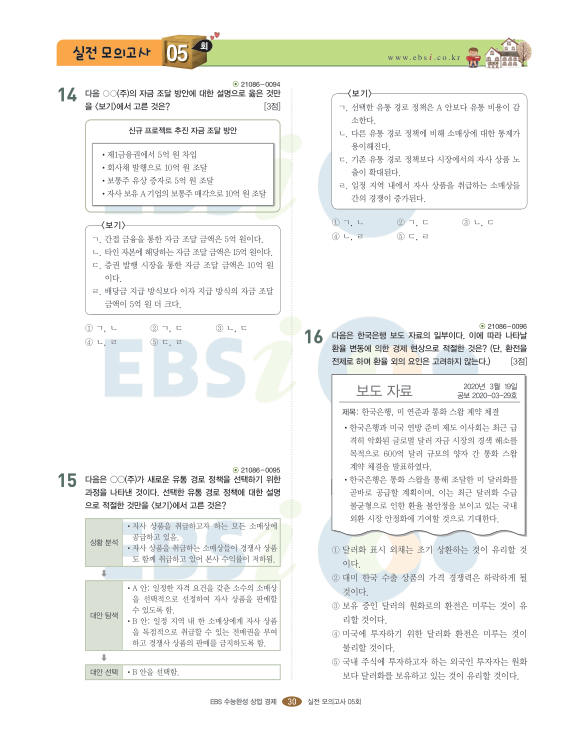 실전 모의고사 05 회
www.ebsi.co.kr
21086-0094
14 다음 ○○(주)의 자금 조달 방안에 대한 설명으로 옳은 것만
을 <보기>에서 고른 것은? [3점]
신규 프로젝트 추진 자금 조달 방안
• 제1금융권에서 5억 원 차입
• 회사채 발행으로 10억 원 조달
• 보통주 유상 증자로 5억 원 조달
• 자사 보유 A기업의 보통주 매각으로 10억 원 조달
<보기>
ㄱ. 간접 금융을 통한 자금 조달 금액은 5억 원이다.
ㄴ. 타인 자본에 해당하는 자금 조달 금액은 15억 원이다.
ㄷ. 증권 발행 시장을 통한 자금 조달 금액은 10억 원
이다.
ㄹ. 배당금 지급 방식보다 이자 지급 방식의 자금 조달
금액이 5억 원 더 크다.
① ㄱ, ㄴ ② ㄱ, ㄷ ③ ㄴ, ㄷ
④ ㄴ, ㄹ ⑤ ㄷ, ㄹ
21086-0095
15 다음은 ○○(주)가 새로운 유통 경로 정책을 선택하기 위한
과정을 나타낸 것이다. 선택한 유통 경로 정책에 대한 설명
으로 적절한 것만을 <보기>에서 고른 것은?
상황 분석
• 자사 상품을 취급하고자 하는 모든 소매상에
공급하고 있음.
• 자사 상품을 취급하는 소매상들이 경쟁사 상품
도 함께 취급하고 있어 본사 수익률이 저하됨.
대안 탐색
• A 안: 일정한 자격 요건을 갖춘 소수의 소매상
을 선택적으로 선정하여 자사 상품을 판매할
수 있도록 함.
• B 안: 일정 지역 내 한 소매상에게 자사 상품
을 독점적으로 취급할 수 있는 전매권을 부여
하고 경쟁사 상품의 판매를 금지하도록 함.
대안 선택
• B 안을 선택함.
<보기>
ㄱ. 선택한 유통 경로 정책은 A 안보다 유통 비용이 감
소한다.
ㄴ. 다른 유통 경로 정책에 비해 소매상에 대한 통제가
용이해진다.
ㄷ. 기존 유통 경로 정책보다 시장에서의 자사 상품 노
출이 확대된다.
ㄹ. 일정 지역 내에서 자사 상품을 취급하는 소매상들
간의 경쟁이 증가된다.
① ㄱ, ㄴ ② ㄱ, ㄷ ③ ㄴ, ㄷ
④ ㄴ, ㄹ ⑤ ㄷ, ㄹ
21086-0096
16 다음은 한국은행 보도 자료의 일부이다. 이에 따라 나타날
환율 변동에 의한 경제 현상으로 적절한 것은? (단, 환전을
전제로 하며 환율 외의 요인은 고려하지 않는다.) [3점]
보도 자료
2020년 3월 19일
공보 2020-03-29호
제목: 한국은행, 미 연준과 통화 스왑 계약 체결
• 한국은행과 미국 연방 준비 제도 이사회는 최근 급
격히 악화된 글로벌 달러 자금 시장의 경색 해소를
목적으로 600억 달러 규모의 양자 간 통화 스왑
계약 체결을 발표하였다.
• 한국은행은 통화 스왑을 통해 조달한 미 달러화를
곧바로 공급할 계획이며, 이는 최근 달러화 수급
불균형으로 인한 환율 불안정을 보이고 있는 국내
외환 시장 안정화에 기여할 것으로 기대한다.
① 달러화 표시 외채는 조기 상환하는 것이 유리할 것
이다.
② 대미 한국 수출 상품의 가격 경쟁력은 하락하게 될
것이다.
③ 보유 중인 달러의 원화로의 환전은 미루는 것이 유
리할 것이다.
④ 미국에 투자하기 위한 달러화 환전은 미루는 것이
불리할 것이다.
⑤ 국내 주식에 투자하고자 하는 외국인 투자자는 원화
보다 달러화를 보유하고 있는 것이 유리할 것이다.
EBS 수능완성 상업 경제 30 실전 모의고사 05회